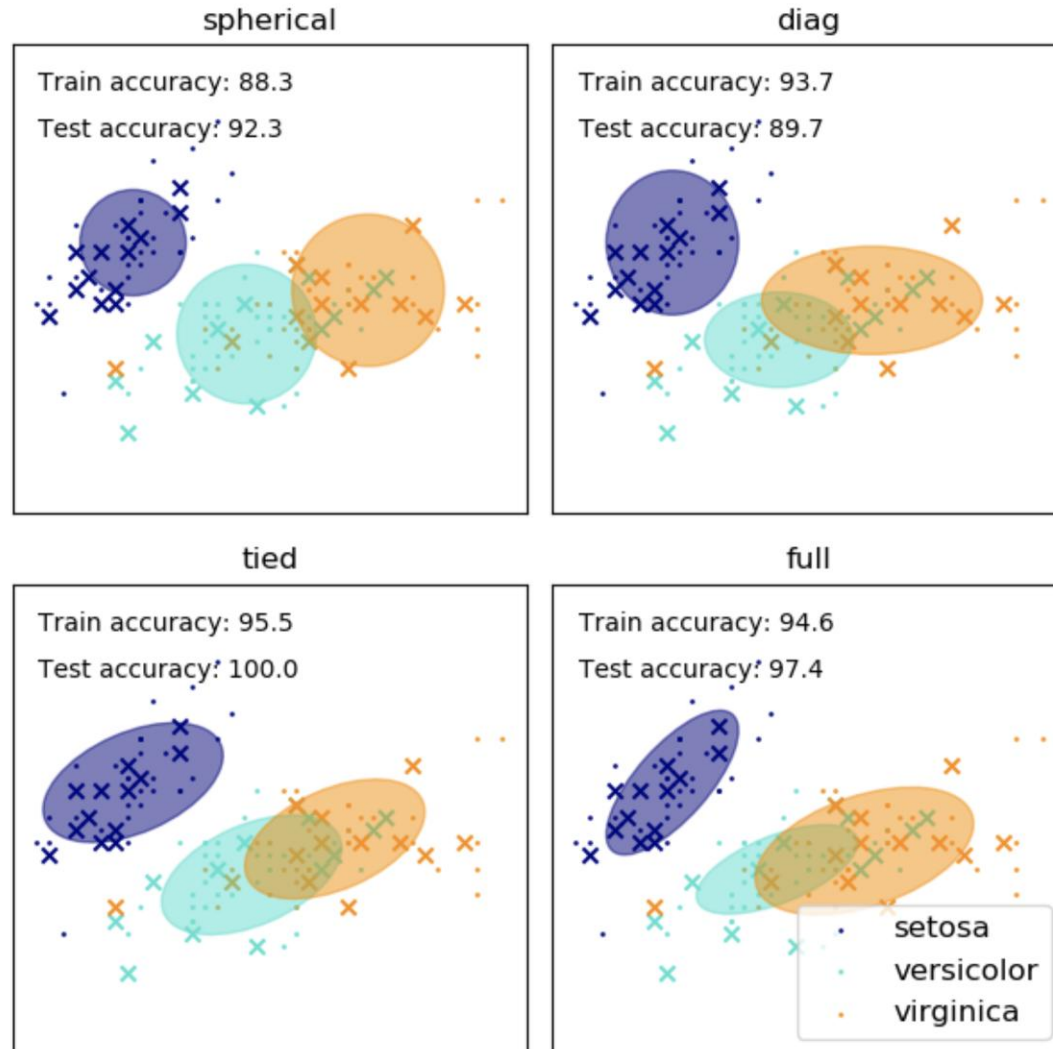 spherical
Train accuracy: 88.3
Test accuracy: 92.3
diag
Train accuracy: 93.7
Test accuracy: 89.7
tied
Train accuracy: 95.5
Test accuracy: 100.0
full
Train accuracy: 94.6
Test accuracy: 97.4
setosa
versicolor
virginica